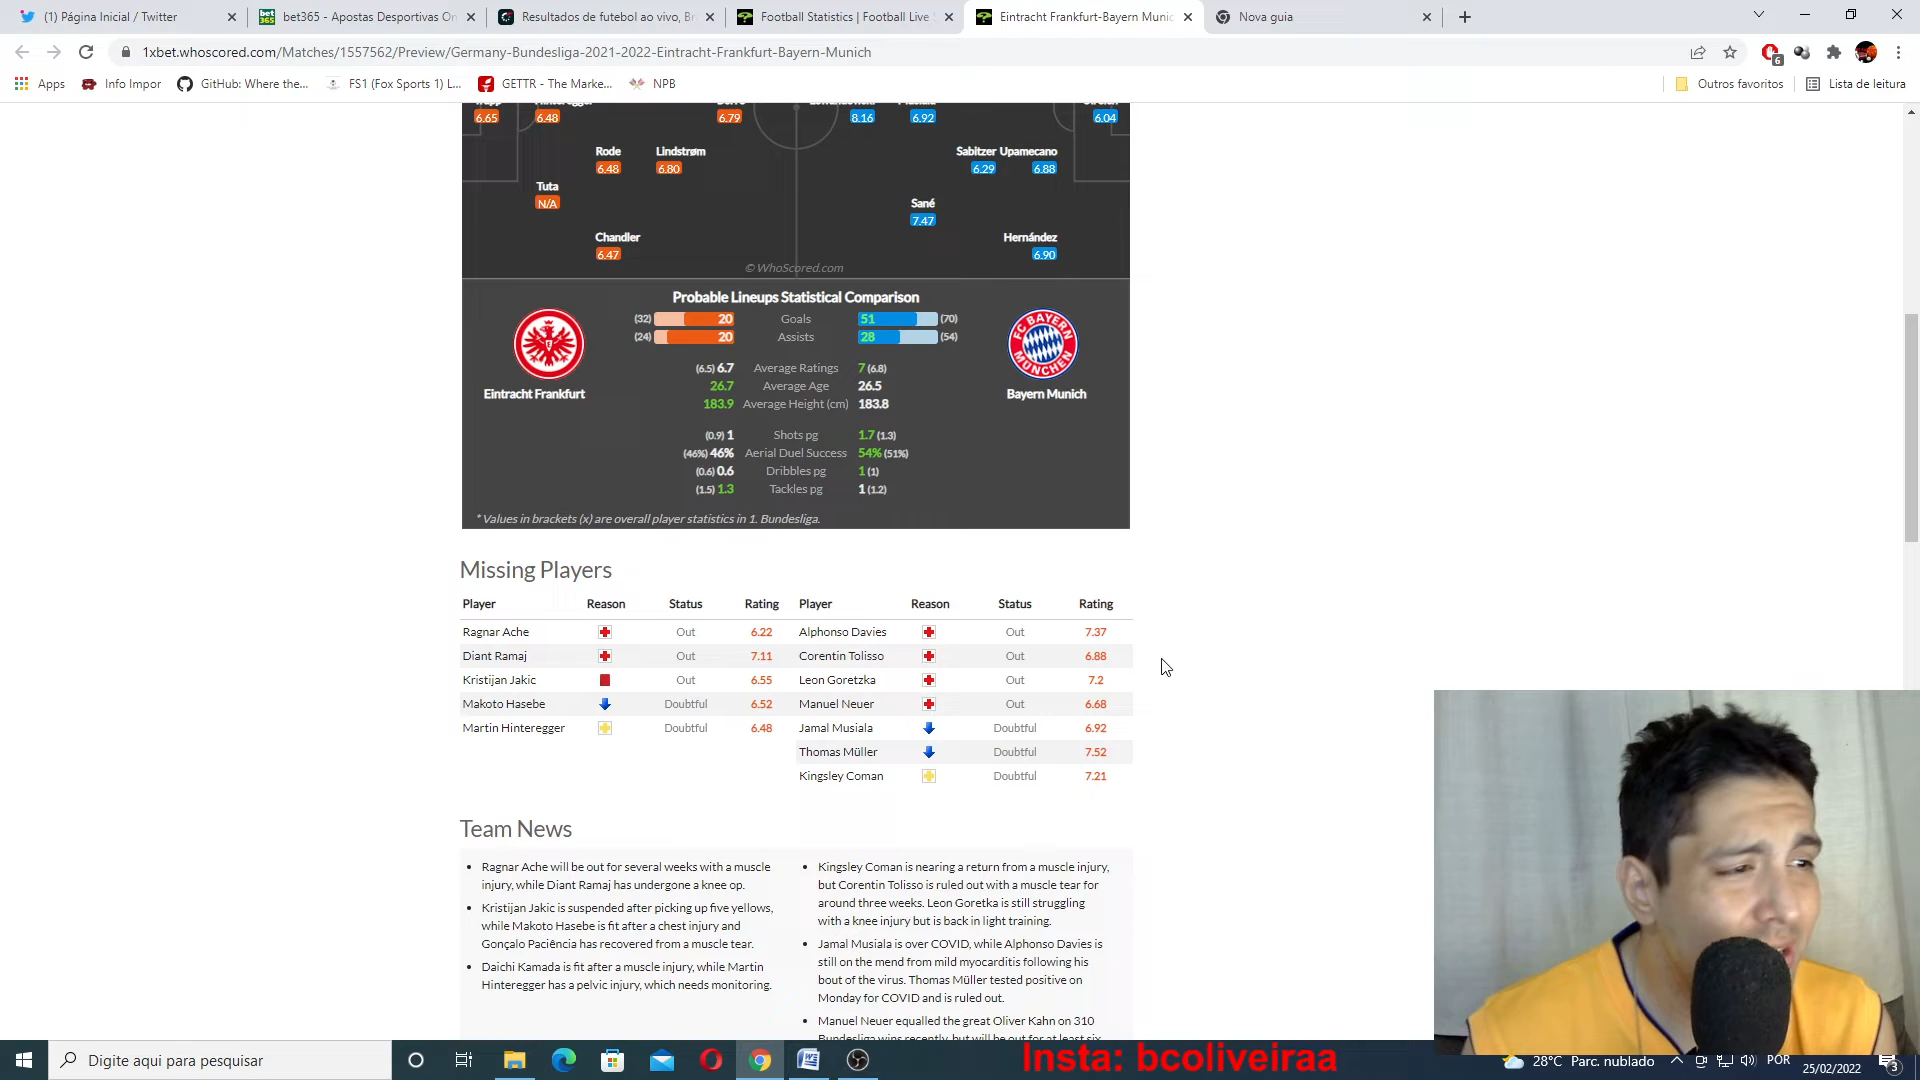 (1) Página Inicial / Twitter
bet365 - Apostas Desportivas On
Resultados de futebol ao vivo, Br
Football Statistics | Football Live
Eintracht Frankfurt-Bayern Munic
Nova guia
1xbet.whoscored.com/Matches/1557562/Preview/Germany-Bundesliga-2021-2022-Eintracht-Frankfurt-Bayern-Munich
6
Apps
Info Impor
GitHub: Where the...
FS1 (Fox Sports 1) L...
GETTR - The Marke...
NPB
Outros favoritos
Lista de leitura
6.65 6.48 6.79 8.16 6.92 6.04
Rode Lindstrøm Sabitzer Upamecano
6.48 6.80 6.29 6.88
Tuta
N/A
Sané
7.47
Chandler Hernández
6.47 6.90
© WhoScored.com
Probable Lineups Statistical Comparison
(32) 20 Goals 51 (70)
(24) 20 Assists 28 (54)
(6.5) 6.7 Average Ratings 7 (6.8)
26.7 Average Age 26.5
183.9 Average Height (cm) 183.8
Eintracht Frankfurt
Bayern Munich
FC BAYERN
MÜNCHEN
(0.9) 1 Shots pg 1.7 (1.3)
(46%) 46% Aerial Duel Success 54% (51%)
(0.6) 0.6 Dribbles pg 1 (1)
(1.5) 1.3 Tackles pg 1 (1.2)
* Values in brackets (x) are overall player statistics in 1. Bundesliga.
Missing Players
Player Reason Status Rating Player Reason Status Rating
Ragnar Ache Out 6.22 Alphonso Davies Out 7.37
Diant Ramaj Out 7.11 Corentin Tolisso Out 6.88
Kristijan Jakic Out 6.55 Leon Goretzka Out 7.2
Makoto Hasebe Doubtful 6.52 Manuel Neuer Out 6.68
Martin Hinteregger Doubtful 6.48 Jamal Musiala Doubtful 6.92
Thomas Müller Doubtful 7.52
Kingsley Coman Doubtful 7.21
Team News
Ragnar Ache will be out for several weeks with a muscle
injury, while Diant Ramaj has undergone a knee op.
Kristijan Jakic is suspended after picking up five yellows,
while Makoto Hasebe is fit after a chest injury and
Gonçalo Paciência has recovered from a muscle tear.
Daichi Kamada is fit after a muscle injury, while Martin
Hinteregger has a pelvic injury, which needs monitoring.
Kingsley Coman is nearing a return from a muscle injury,
but Corentin Tolisso is ruled out with a muscle tear for
around three weeks. Leon Goretka is still struggling
with a knee injury but is back in light training.
Jamal Musiala is over COVID, while Alphonso Davies is
still on the mend from mild myocarditis following his
bout of the virus. Thomas Müller tested positive on
Monday for COVID and is ruled out.
Manuel Neuer equalled the great Oliver Kahn on 310
Bundesliga wins recently, but will be out for at least six
Digite aqui para pesquisar
Insta: bcoliveiraa
28°C Parc. nublado
POR
25/02/2022
3